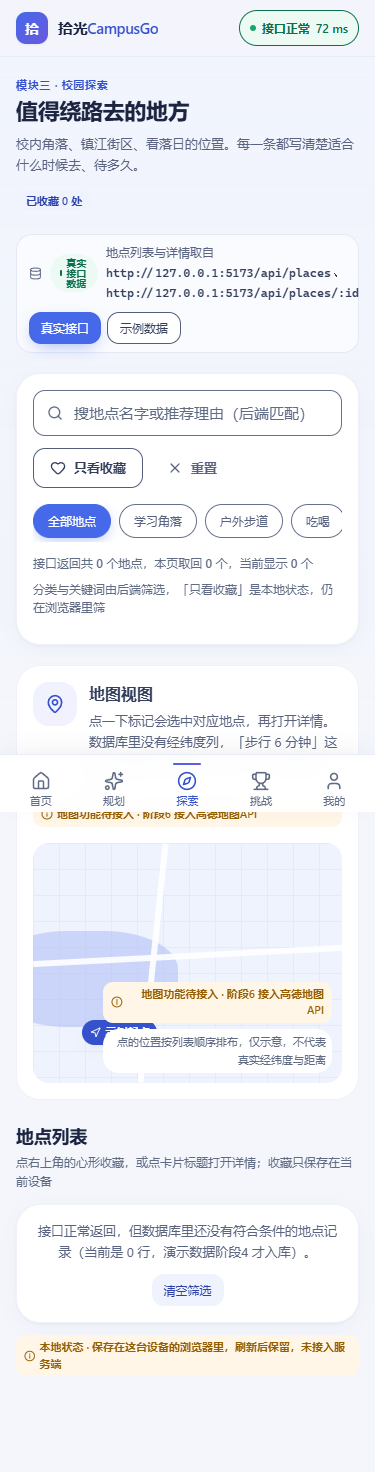 拾 拾光CampusGo 接口正常 72 ms
模块三 · 校园探索
值得绕路去的地方
校内角落、镇江街区、看落日的位置。每一条都写清楚适合
什么时候去、待多久。
已收藏 0 处
真实
接口
数据
地点列表与详情取自
http://127.0.0.1:5173/api/places、
http://127.0.0.1:5173/api/places/:id
真实接口 示例数据
搜地点名字或推荐理由（后端匹配）
只看收藏 重置
全部地点 学习角落 户外步道 吃喝
接口返回共 0 个地点，本页取回 0 个，当前显示 0 个
分类与关键词由后端筛选，「只看收藏」是本地状态，仍
在浏览器里筛
地图视图
点一下标记会选中对应地点，再打开详情。
数据库里没有经纬度列，「步行 6 分钟」这
首页 规划 探索 挑战 我的
地图功能待接入 · 阶段6 接入高德地图API
地图功能待接入 · 阶段6 接入高德地图
API
点的位置按列表顺序排布，仅示意，不代表
真实经纬度与距离
地点列表
点右上角的心形收藏，或点卡片标题打开详情；收藏只保存在当
前设备
接口正常返回，但数据库里还没有符合条件的地点记
录（当前是 0 行，演示数据阶段4 才入库）。
清空筛选
本地状态 · 保存在这台设备的浏览器里，刷新后保留，未接入服
务端